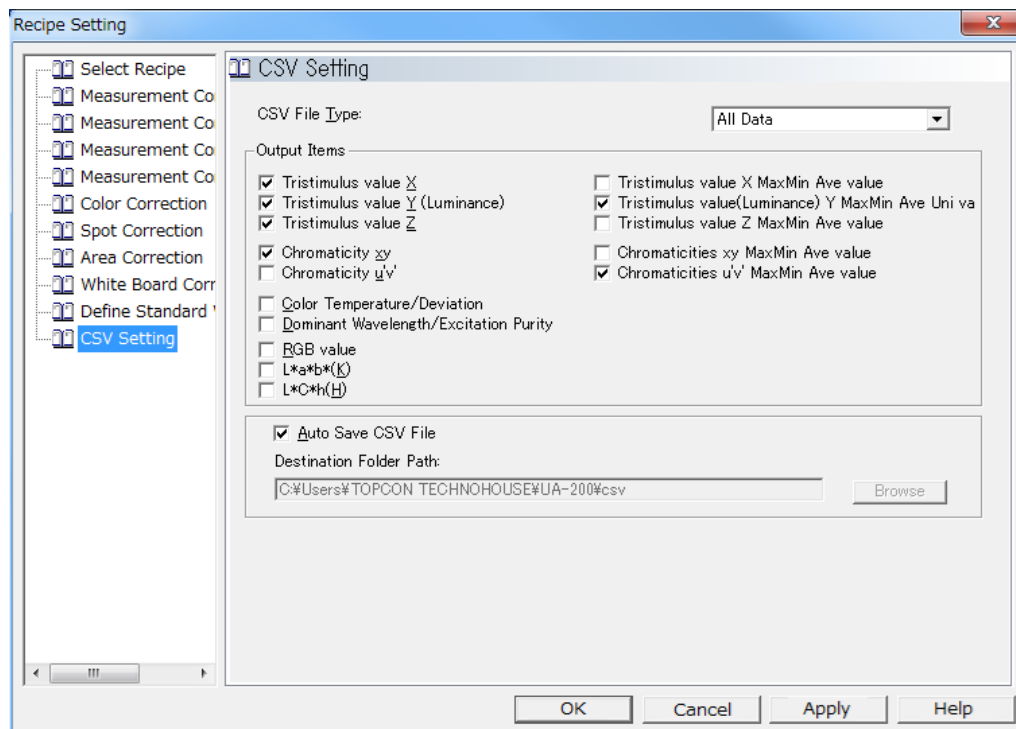 Recipe Setting
Select Recipe
Measurement Co
Measurement Co
Measurement Co
Measurement Co
Color Correction
Spot Correction
Area Correction
White Board Corr
Define Standard
CSV Setting
CSV Setting
CSV File Type:
All Data
Output Items
Tristimulus value X
Tristimulus value Y (Luminance)
Tristimulus value Z
Chromaticity xy
Chromaticity u'v'
Color Temperature/Deviation
Dominant Wavelength/Excitation Purity
RGB value
L*a*b*(K)
L*C*h(H)
Tristimulus value X MaxMin Ave value
Tristimulus value(Luminance) Y MaxMin Ave Uni va
Tristimulus value Z MaxMin Ave value
Chromaticities xy MaxMin Ave value
Chromaticities u'v' MaxMin Ave value
Auto Save CSV File
Destination Folder Path:
C:¥Users¥TOPCON TECHNOHOUSE¥UA-200¥csv
Browse
OK
Cancel
Apply
Help